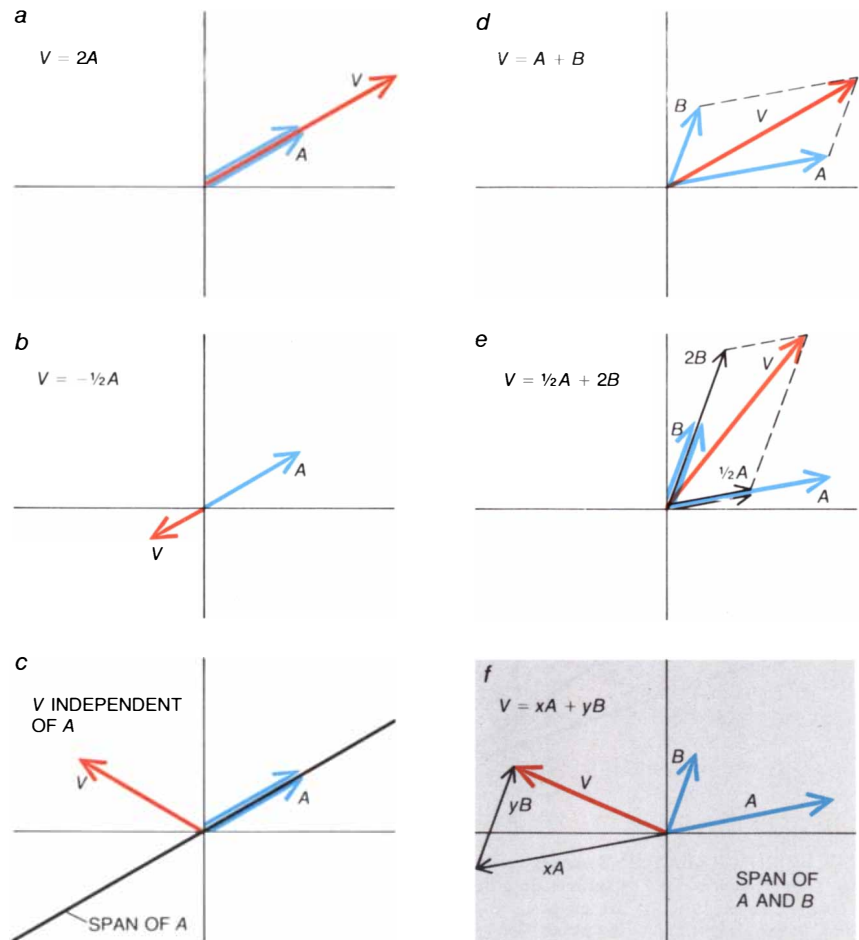 a
V = 2A
V
A
b
V = -½A
A
V
c
V INDEPENDENT
OF A
V
A
SPAN OF A
d
V = A + B
B
V
A
e
V = ½A + 2B
2B
V
B
½A
A
f
V = xA + yB
B
V
A
yB
xA
SPAN OF
A AND B